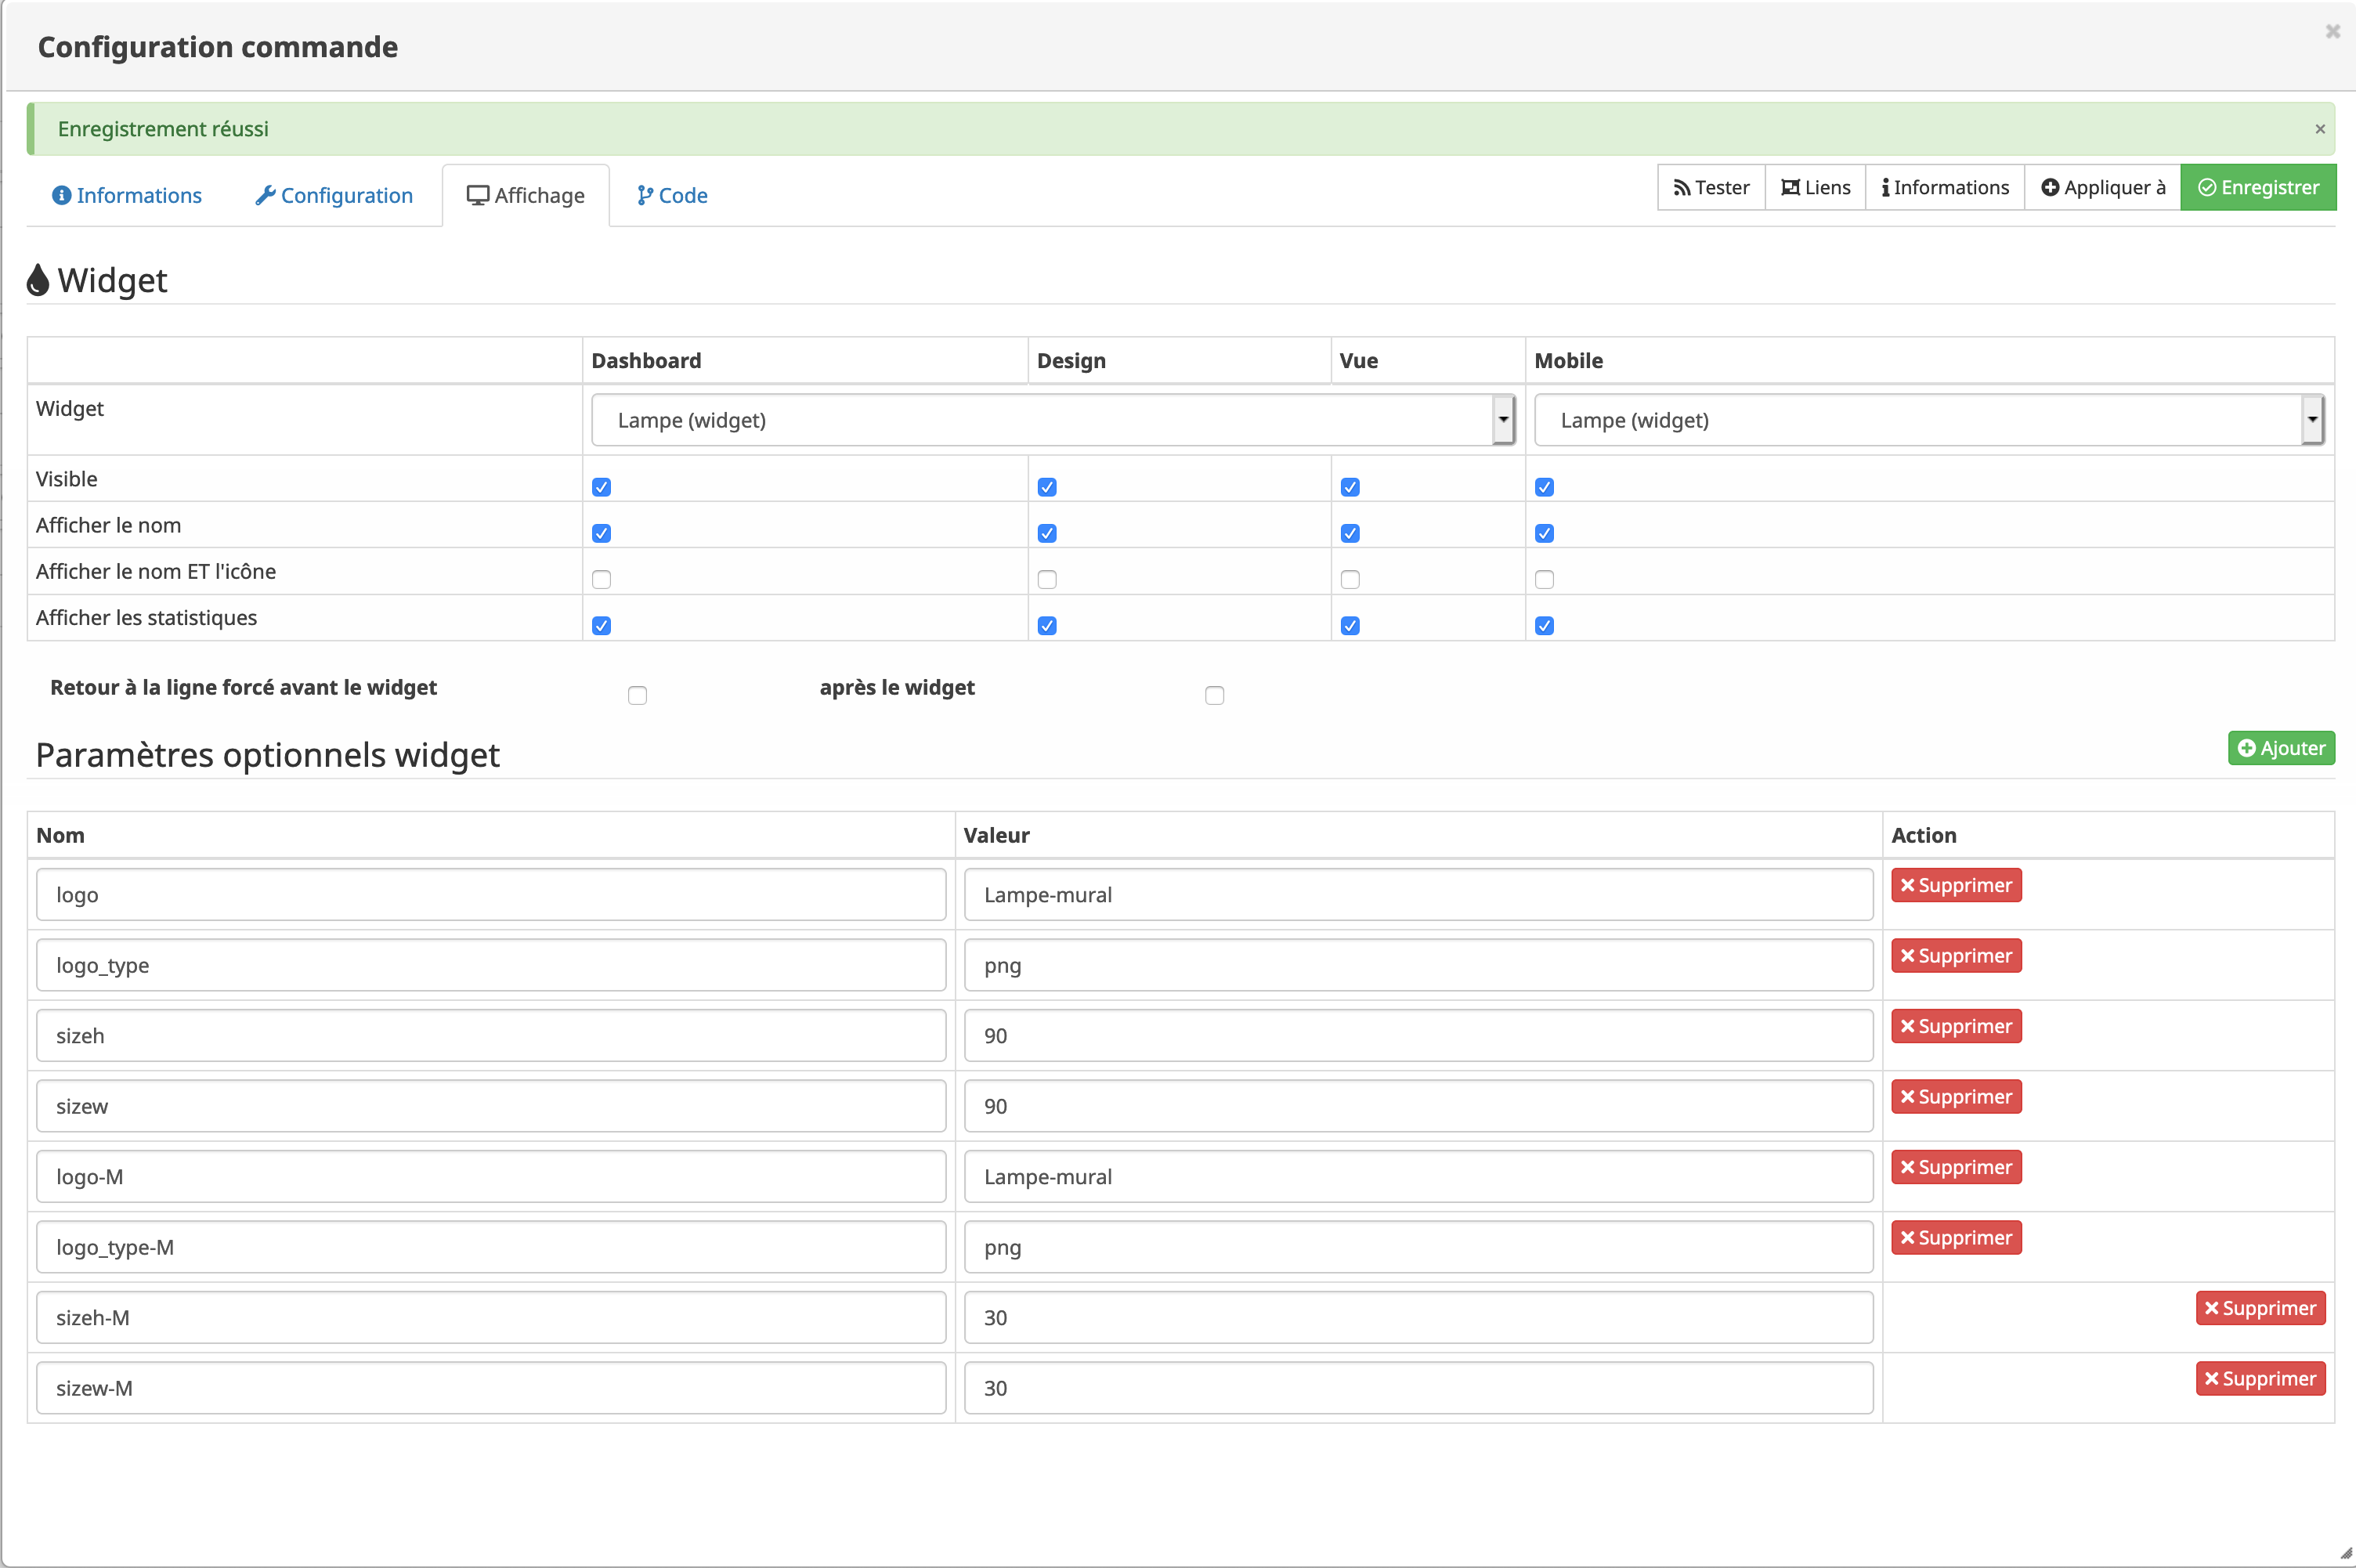 Configuration commande
Enregistrement réussi
Informations Configuration Affichage Code Tester Liens Informations Appliquer à Enregistrer
Widget
Dashboard Design Vue Mobile
Widget Lampe (widget) Lampe (widget)
Visible
Afficher le nom
Afficher le nom ET l'icône
Afficher les statistiques
Retour à la ligne forcé avant le widget après le widget
Paramètres optionnels widget Ajouter
Nom Valeur Action
logo Lampe-mural Supprimer
logo_type png Supprimer
sizeh 90 Supprimer
sizew 90 Supprimer
logo-M Lampe-mural Supprimer
logo_type-M png Supprimer
sizeh-M 30 Supprimer
sizew-M 30 Supprimer